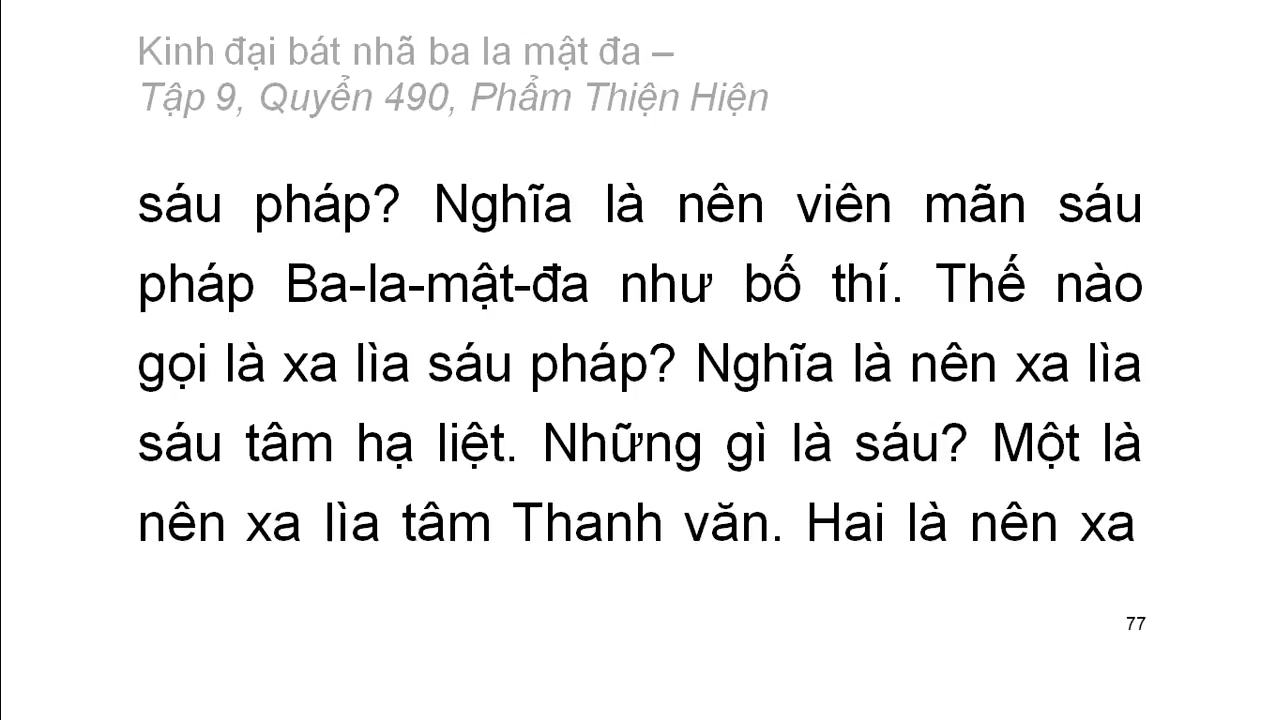 Kinh đại bát nhã ba la mật đa –
Tập 9, Quyển 490, Phẩm Thiện Hiện
sáu pháp? Nghĩa là nên viên mãn sáu
pháp Ba-la-mật-đa như bố thí. Thế nào
gọi là xa lìa sáu pháp? Nghĩa là nên xa lìa
sáu tâm hạ liệt. Những gì là sáu? Một là
nên xa lìa tâm Thanh văn. Hai là nên xa
77